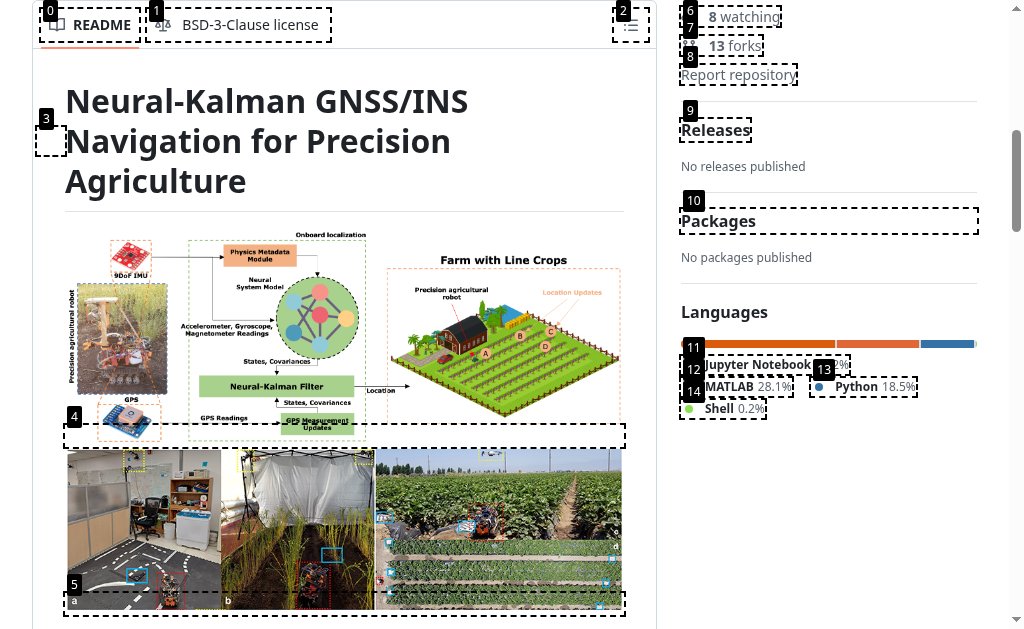 0
1
2
README
BSD-3-Clause license
3
Neural-Kalman GNSS/INS
Navigation for Precision
Agriculture
Onboard localization
Physics Metadata
Module
9DoF IMU
Neural
System Model
Precision agricultural robot
Accelerometer, Gyroscope,
Magnetometer Readings
States, Covariances
Neural-Kalman Filter
Location
GPS
States, Covariances
GPS Readings
GPS Measurement
Updates
Farm with Line Crops
Precision agricultural
robot
Location Updates
A
B
C
D
4
5
a
b
6
8 watching
7
13 forks
8
Report repository
9
Releases
No releases published
10
Packages
No packages published
Languages
11
Jupyter Notebook
12
MATLAB 28.1%
13
Python 18.5%
14
Shell 0.2%